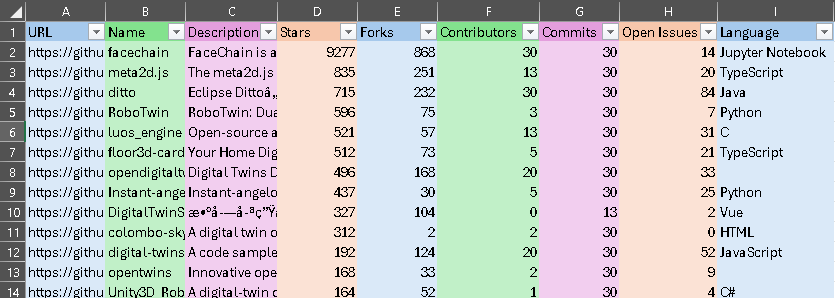 A B C D E F G H I
1 URL Name Description Stars Forks Contributors Commits Open Issues Language
2 https://githu facechain FaceChain is a 9277 868 30 30 14 Jupyter Notebook
3 https://githu meta2d.js The meta2d.js 835 251 13 30 20 TypeScript
4 https://githu ditto Eclipse Dittoâ„¢ 715 232 30 30 84 Java
5 https://githu RoboTwin RoboTwin: Dua 596 75 3 30 7 Python
6 https://githu luos_engine Open-source a 521 57 13 30 31 C
7 https://githu floor3d-card Your Home Dig 512 73 5 30 21 TypeScript
8 https://githu opendigitaltw Digital Twins D 496 168 20 30 33
9 https://githu Instant-ange Instant-angelo 437 30 5 30 25 Python
10 https://githu DigitalTwinS 327 104 0 13 2 Vue
11 https://githu colombo-sky A digital twin o 312 2 2 30 0 HTML
12 https://githu digital-twins A code sample 192 124 20 30 52 JavaScript
13 https://githu opentwins Innovative ope 168 33 2 30 9
14 https://githu Unity3D_Rob A digital-twin o 164 52 1 30 4 C#